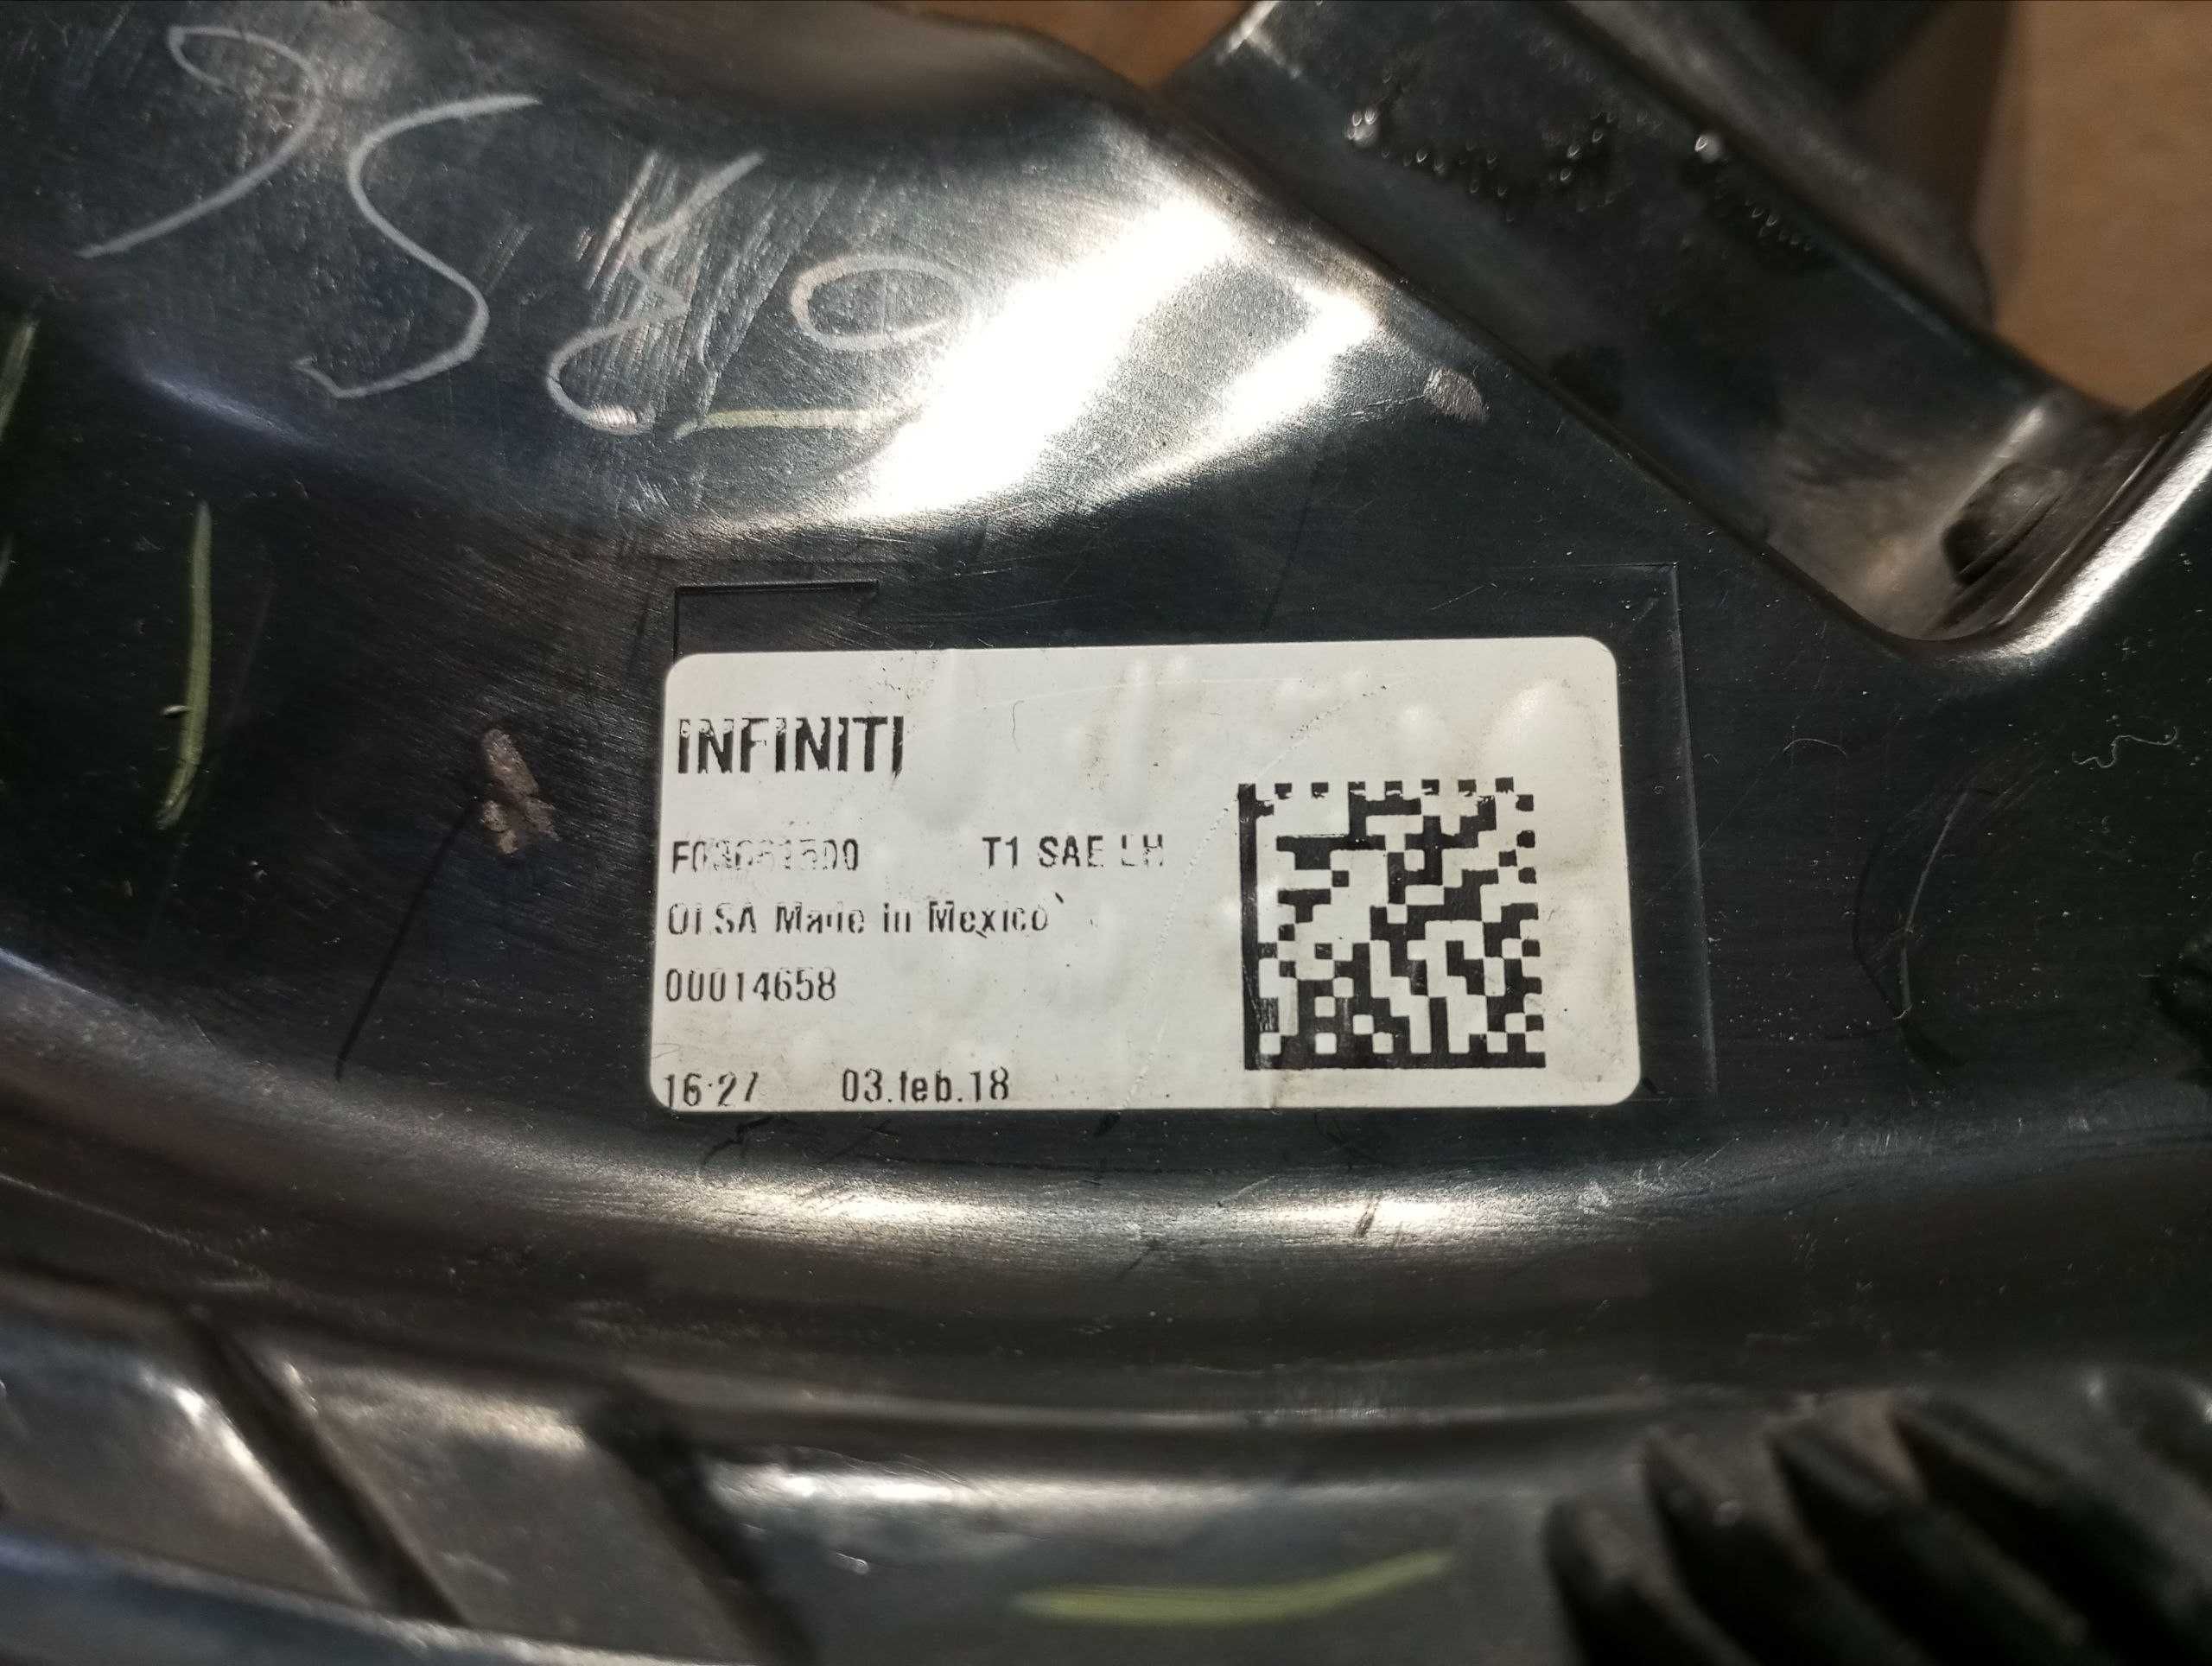 INFINITI
T1 SAE LH
OLSA Made in Mexico
00014658
16:27 03.feb.18